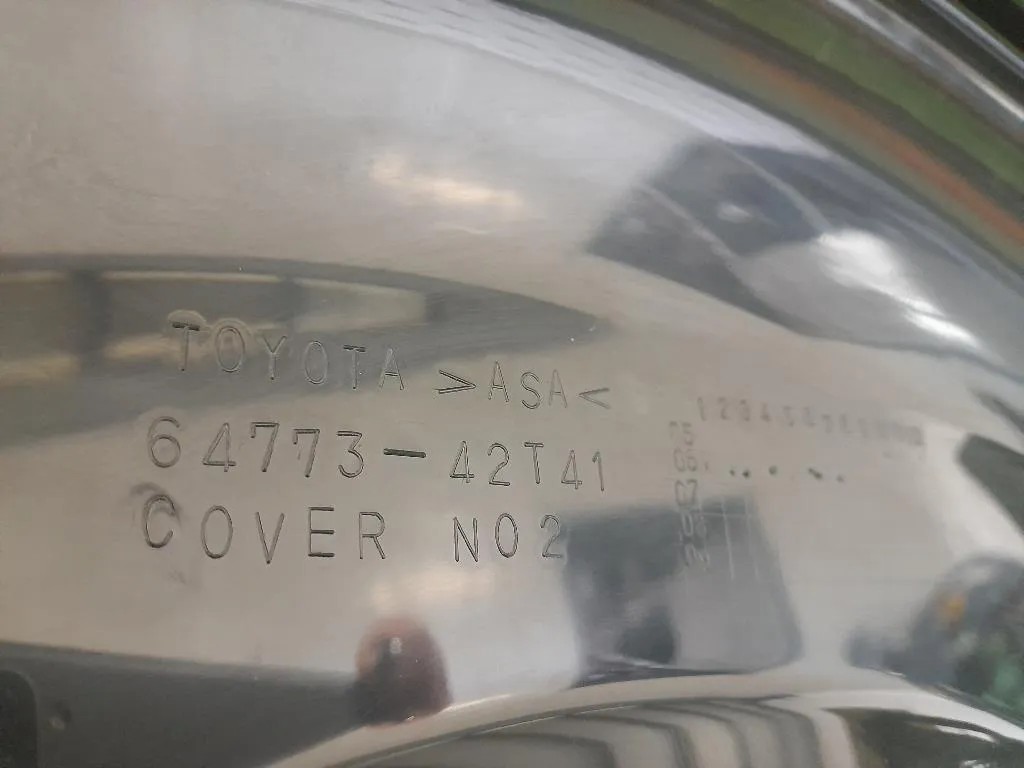 TOYOTA >ASA<
64773-42T41
COVER NO2